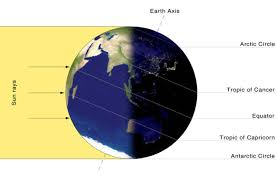 Earth Axis
Arctic Circle
Sun rays
Tropic of Cancer
Equator
Tropic of Capricorn
Antarctic Circle